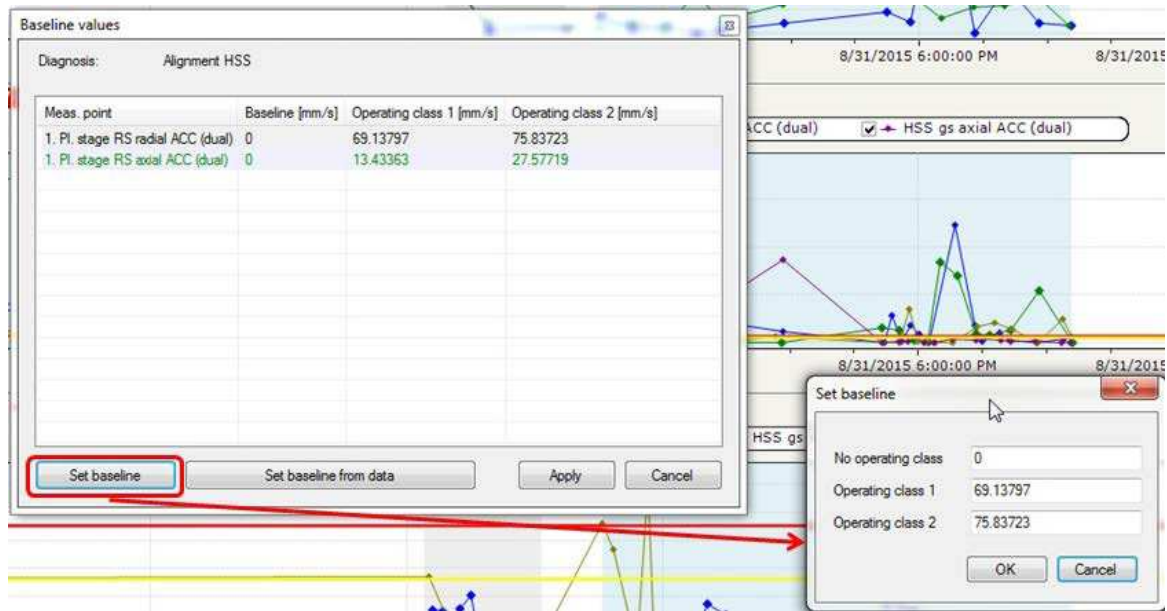 Baseline values
Diagnosis: Alignment HSS
Meas. point Baseline [mm/s] Operating class 1 [mm/s] Operating class 2 [mm/s]
1. Pl. stage RS radial ACC (dual) 0 69.13797 75.83723
1. Pl. stage RS axial ACC (dual) 0 13.43363 27.57719
Set baseline Set baseline from data Apply Cancel
8/31/2015 6:00:00 PM 8/31/2015
ACC (dual) HSS gs axial ACC (dual)
8/31/2015 6:00:00 PM 8/31/2015
HSS gs
Set baseline
No operating class 0
Operating class 1 69.13797
Operating class 2 75.83723
OK Cancel